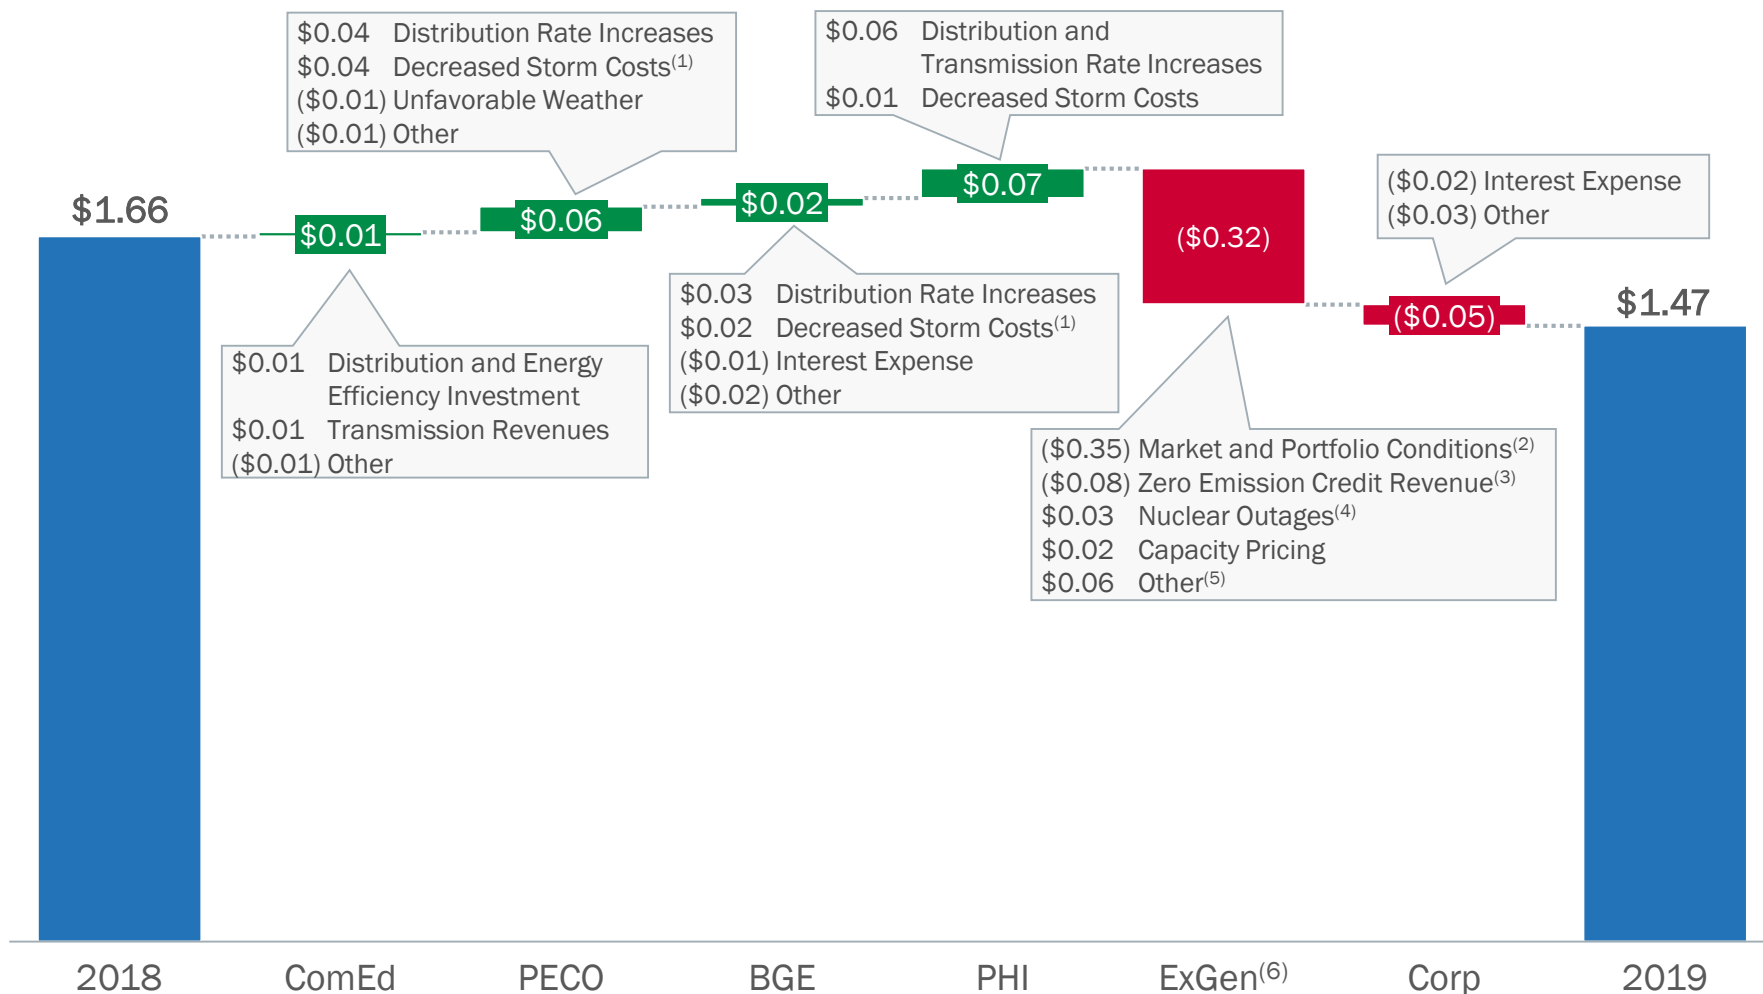 $0.04 Distribution Rate Increases
$0.04 Decreased Storm Costs(1)
($0.01) Unfavorable Weather
($0.01) Other
$0.06 Distribution and
Transmission Rate Increases
$0.01 Decreased Storm Costs
($0.02) Interest Expense
($0.03) Other
$1.66
$0.01
$0.06
$0.02
$0.07
($0.32)
($0.05)
$1.47
$0.01 Distribution and Energy
Efficiency Investment
$0.01 Transmission Revenues
($0.01) Other
$0.03 Distribution Rate Increases
$0.02 Decreased Storm Costs(1)
($0.01) Interest Expense
($0.02) Other
($0.35) Market and Portfolio Conditions(2)
($0.08) Zero Emission Credit Revenue(3)
$0.03 Nuclear Outages(4)
$0.02 Capacity Pricing
$0.06 Other(5)
2018 ComEd PECO BGE PHI ExGen(6) Corp 2019